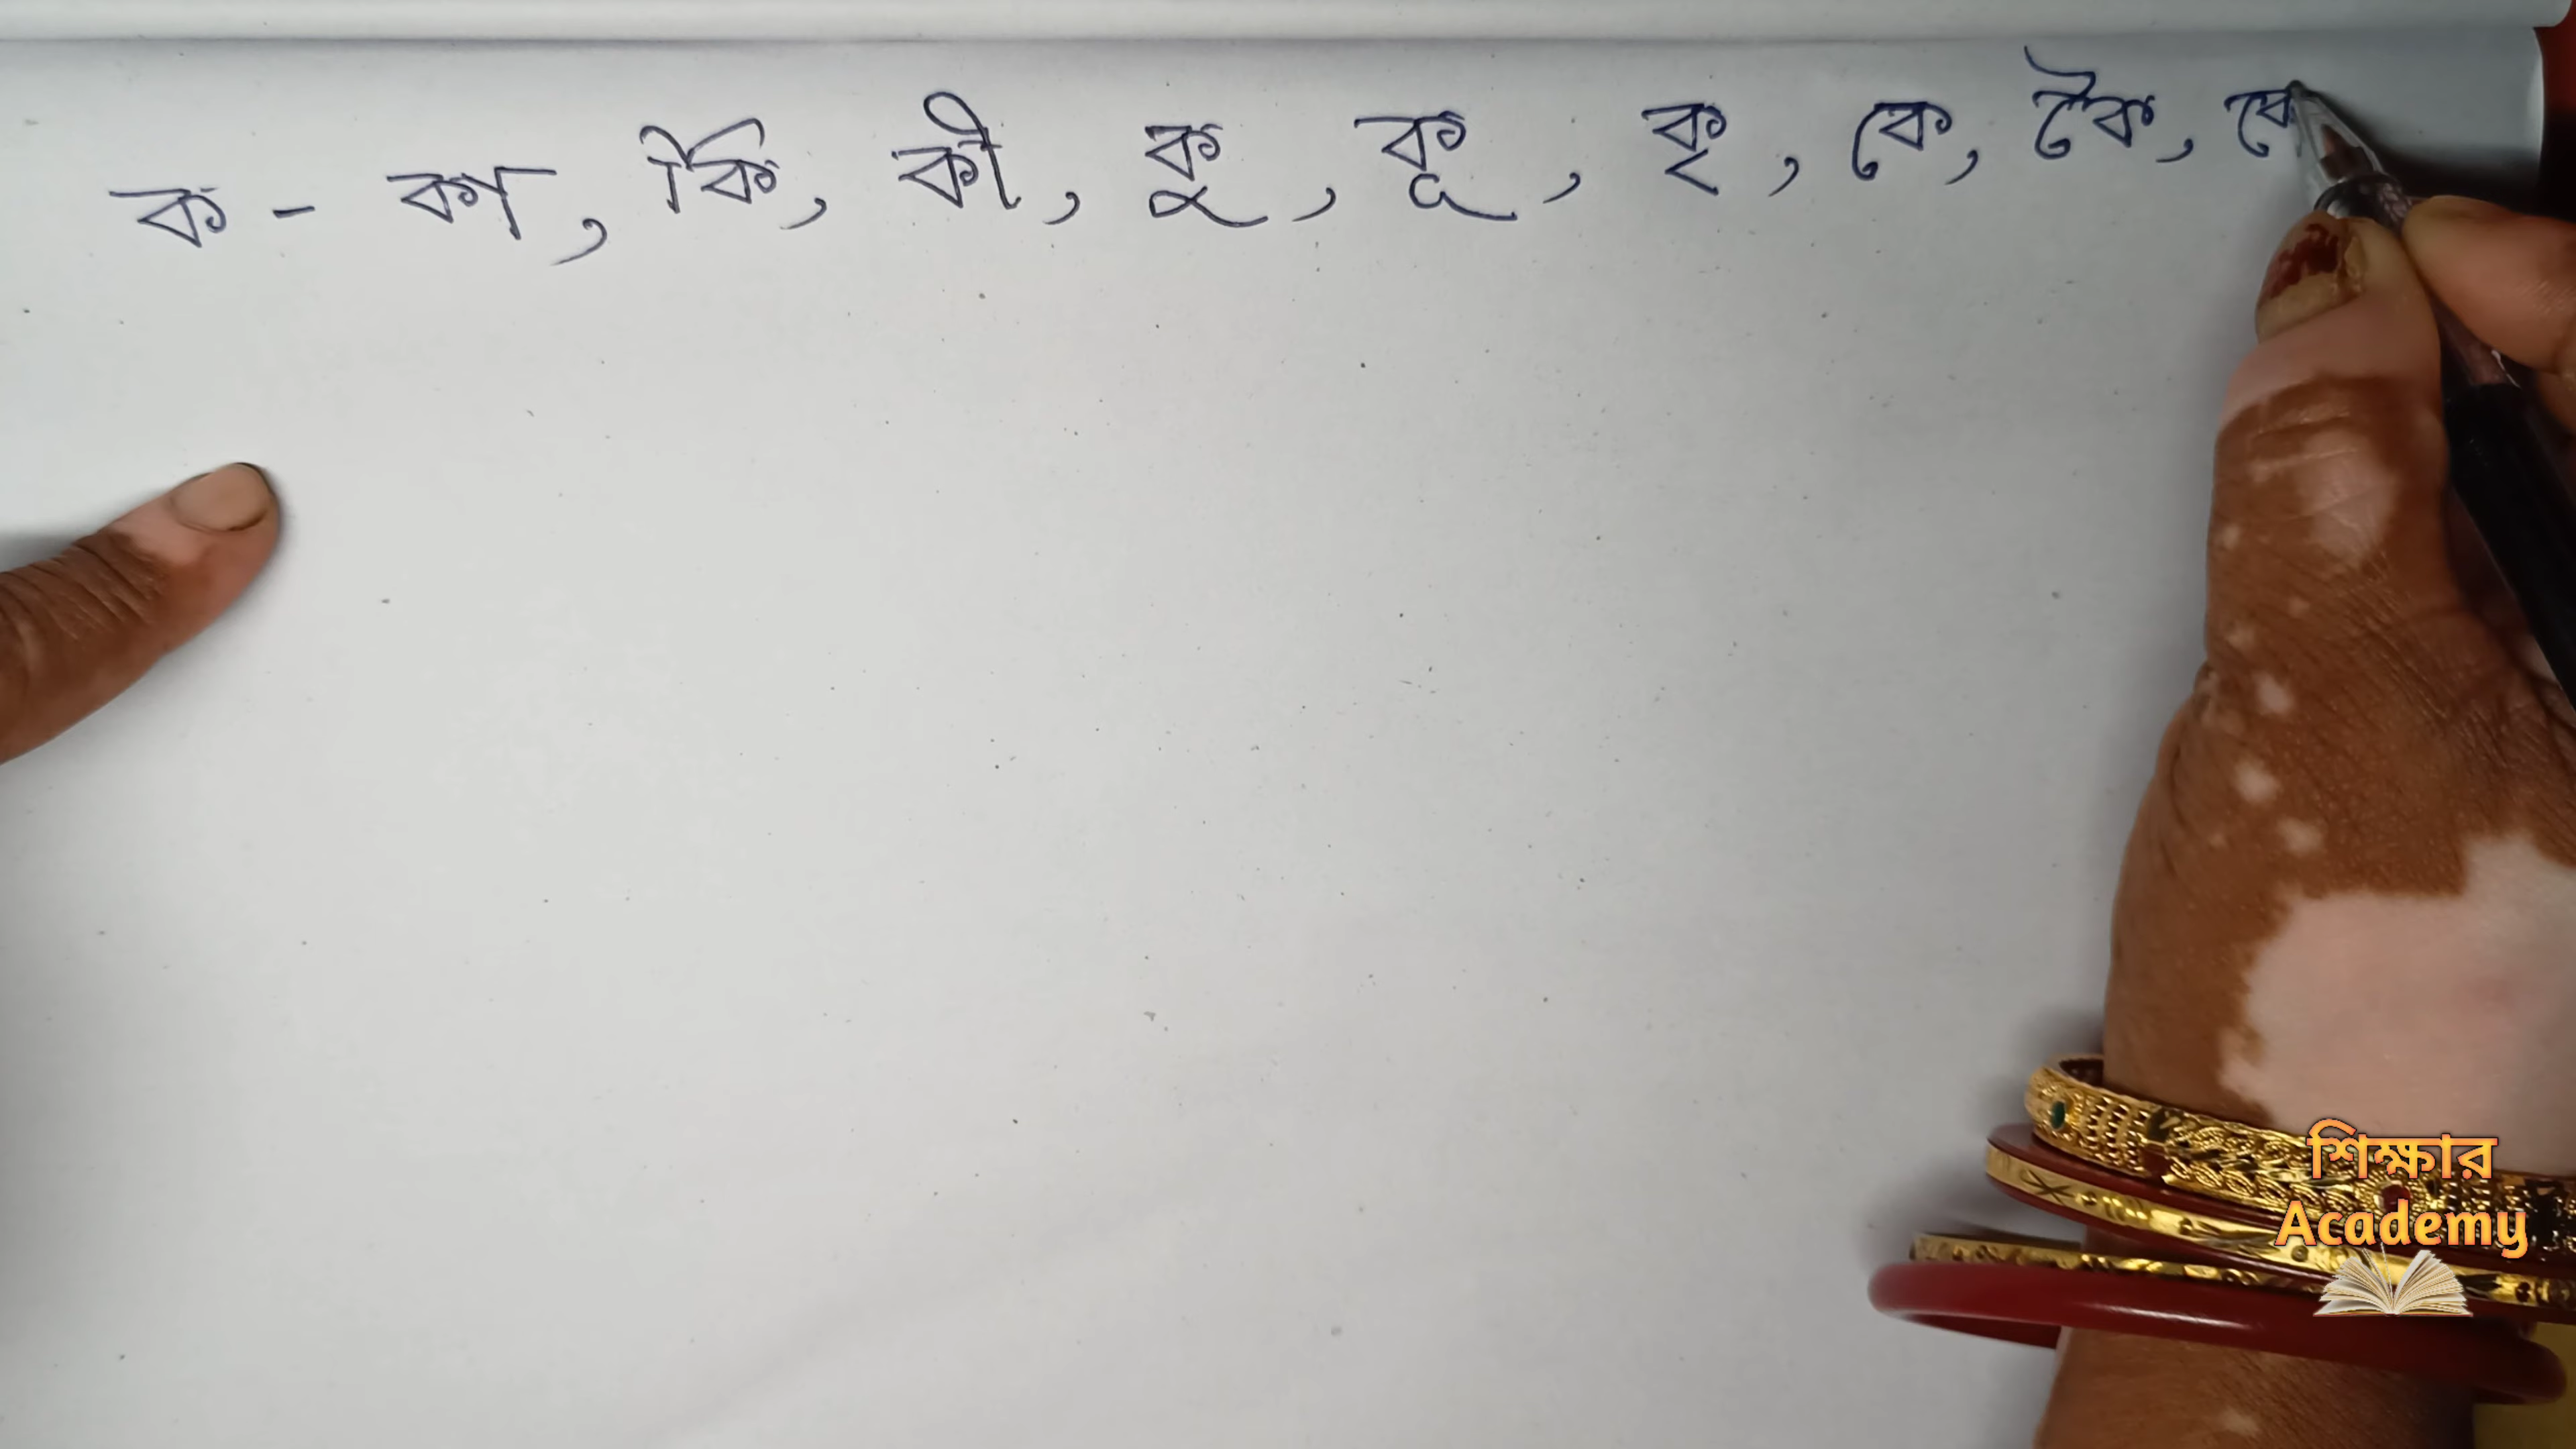 ক - কা, কি, কী, কু, কূ, কৃ, কে, কৈ, কে
শিক্ষার
Academy